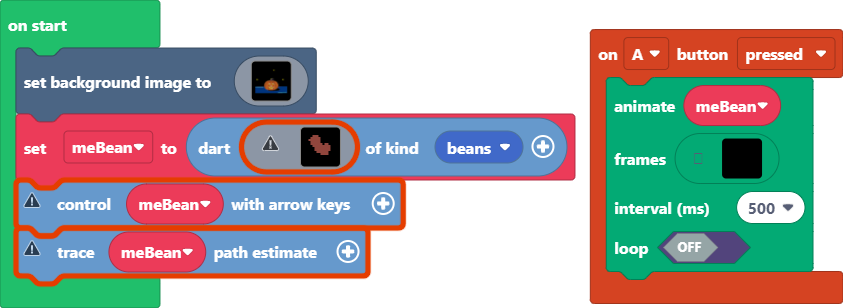 on start
set background image to
set meBean to dart of kind beans
control meBean with arrow keys
trace meBean path estimate
on A button pressed
animate meBean
frames
interval (ms) 500
loop OFF